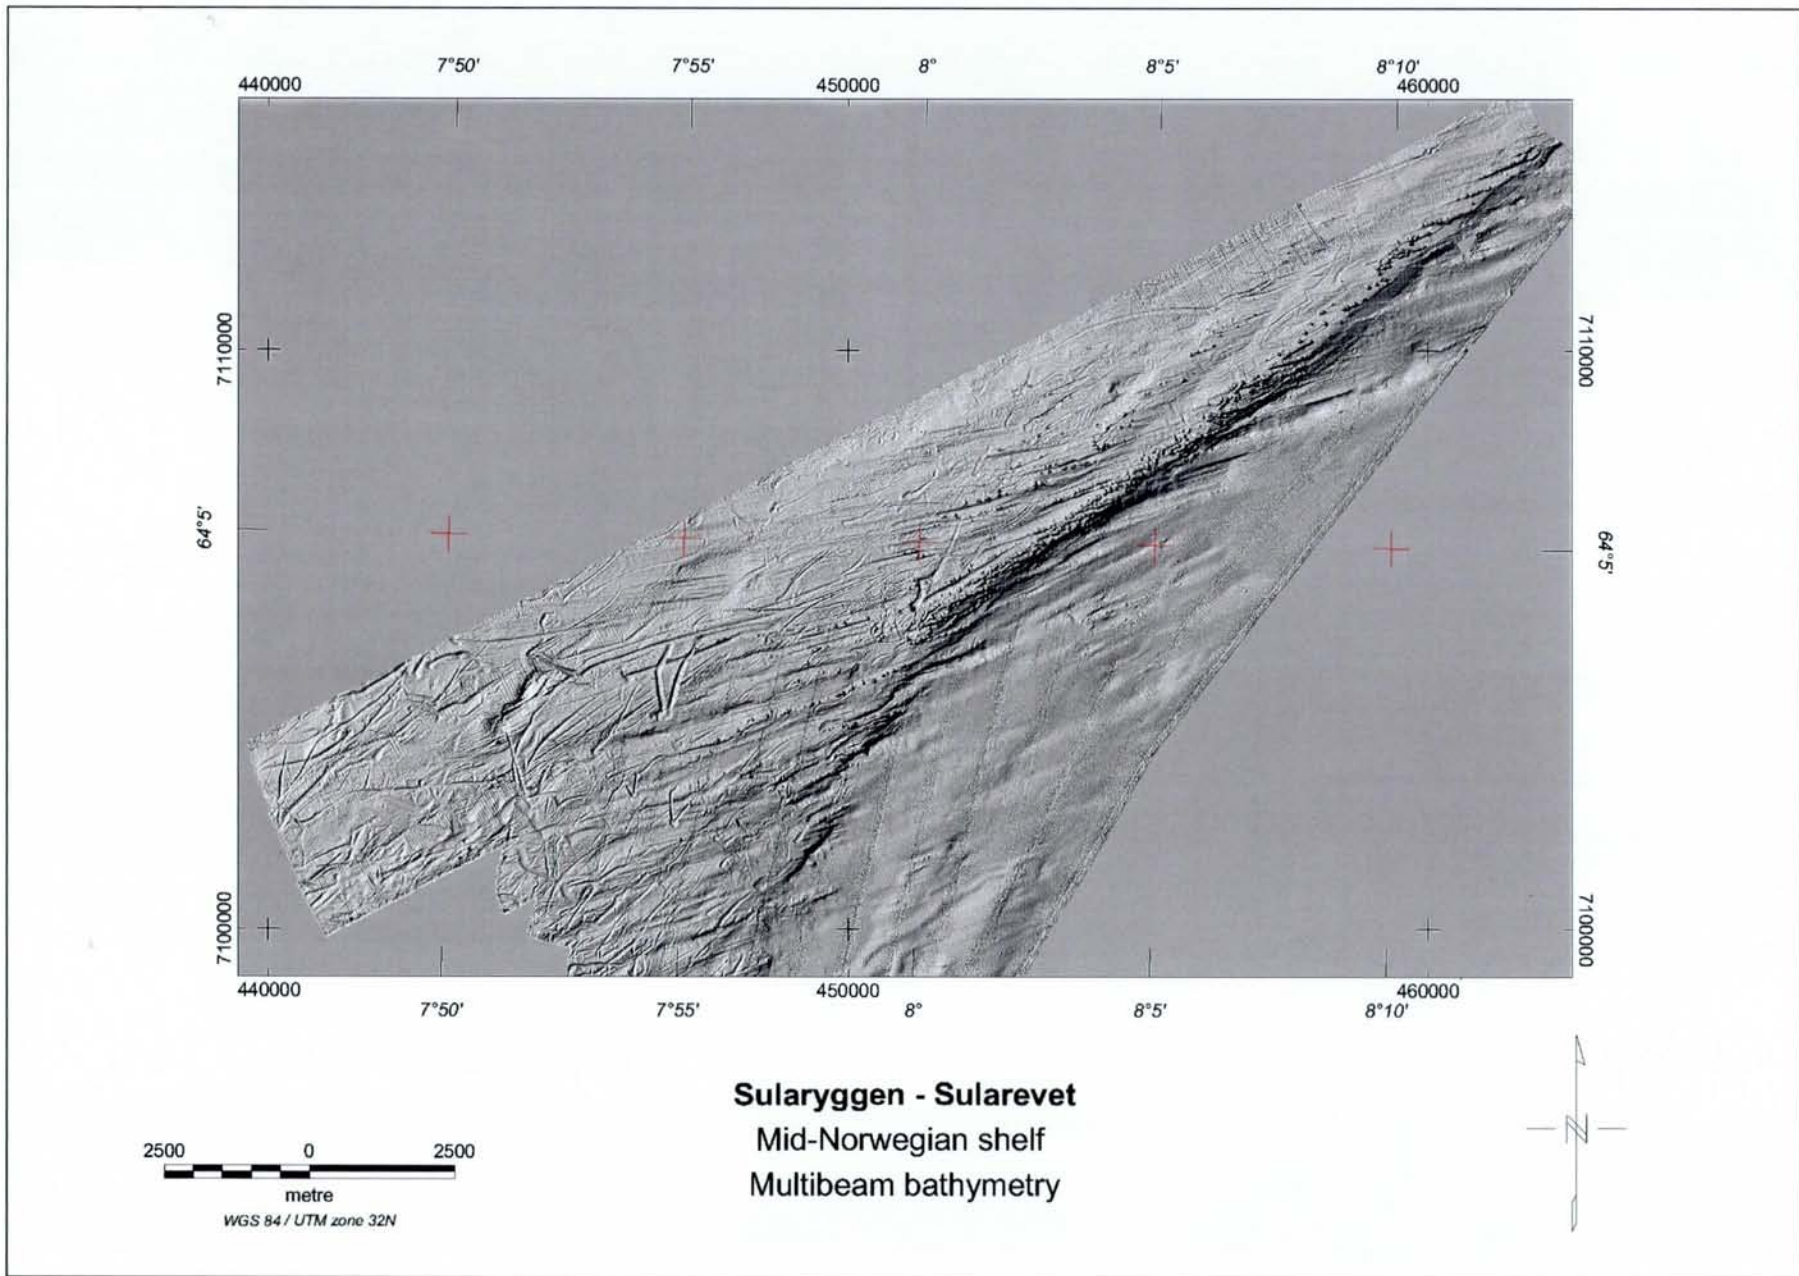 7°50' 7°55' 8° 8°5' 8°10'
440000 450000 460000
7110000 7110000
64°5' 64°5'
7100000 7100000
440000 450000 460000
7°50' 7°55' 8° 8°5' 8°10'
Sularyggen - Sularevet
Mid-Norwegian shelf
Multibeam bathymetry
2500 0 2500
metre
WGS 84 / UTM zone 32N
N